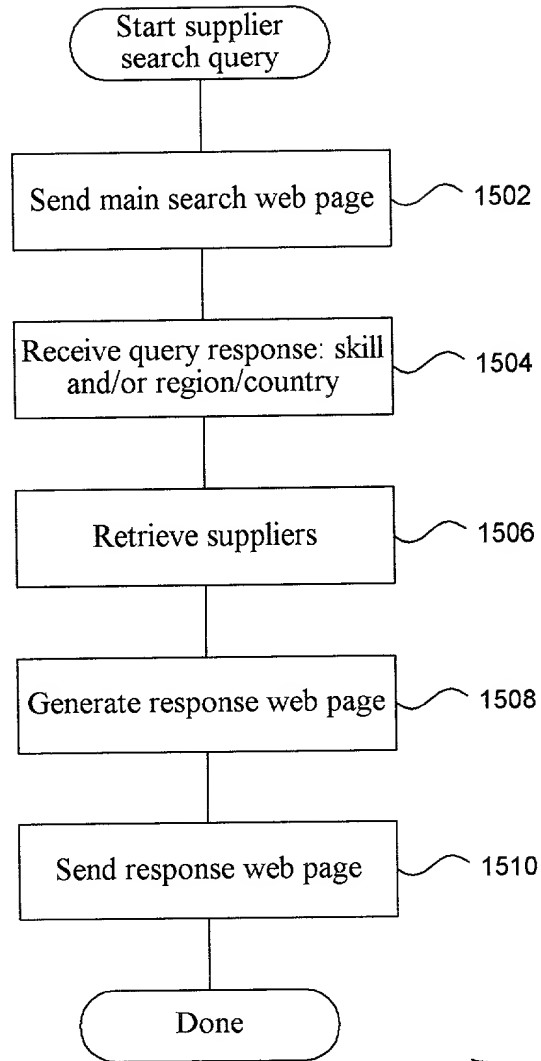 Start supplier
search query
Send main search web page
1502
Receive query response: skill
and/or region/country
1504
Retrieve suppliers
1506
Generate response web page
1508
Send response web page
1510
Done